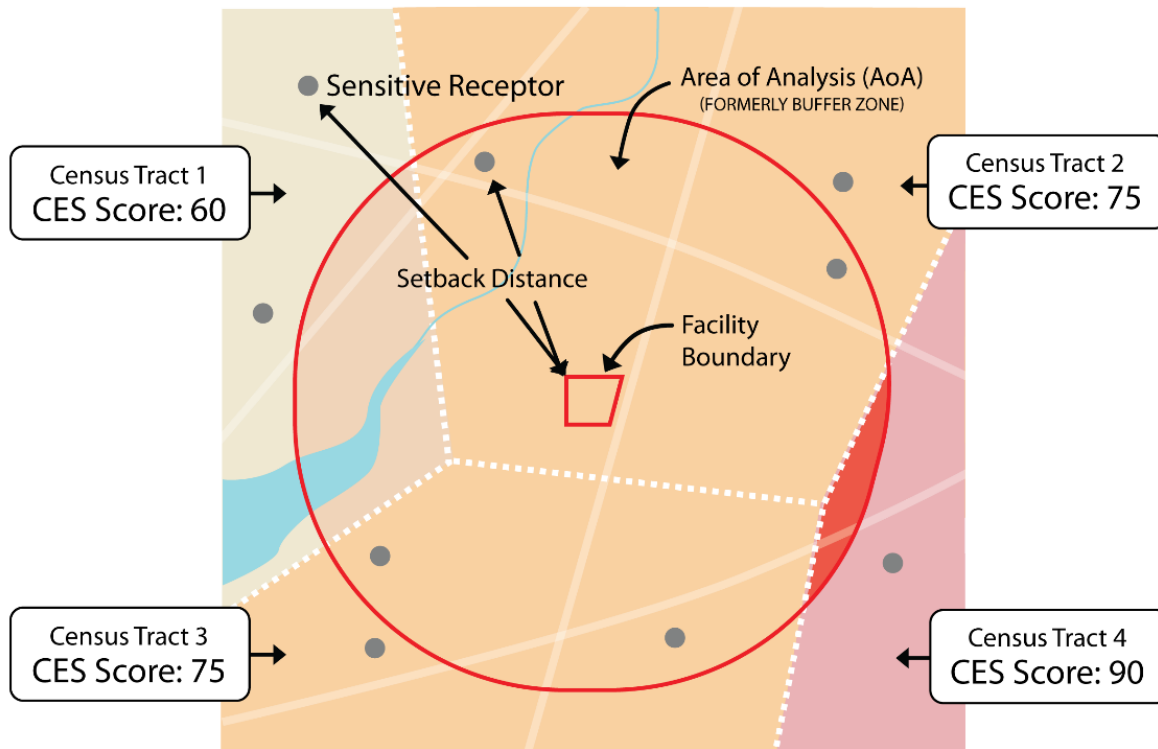 Sensitive Receptor
Area of Analysis (AoA)
(FORMERLY BUFFER ZONE)
Census Tract 1
CES Score: 60
Census Tract 2
CES Score: 75
Setback Distance
Facility
Boundary
Census Tract 3
CES Score: 75
Census Tract 4
CES Score: 90